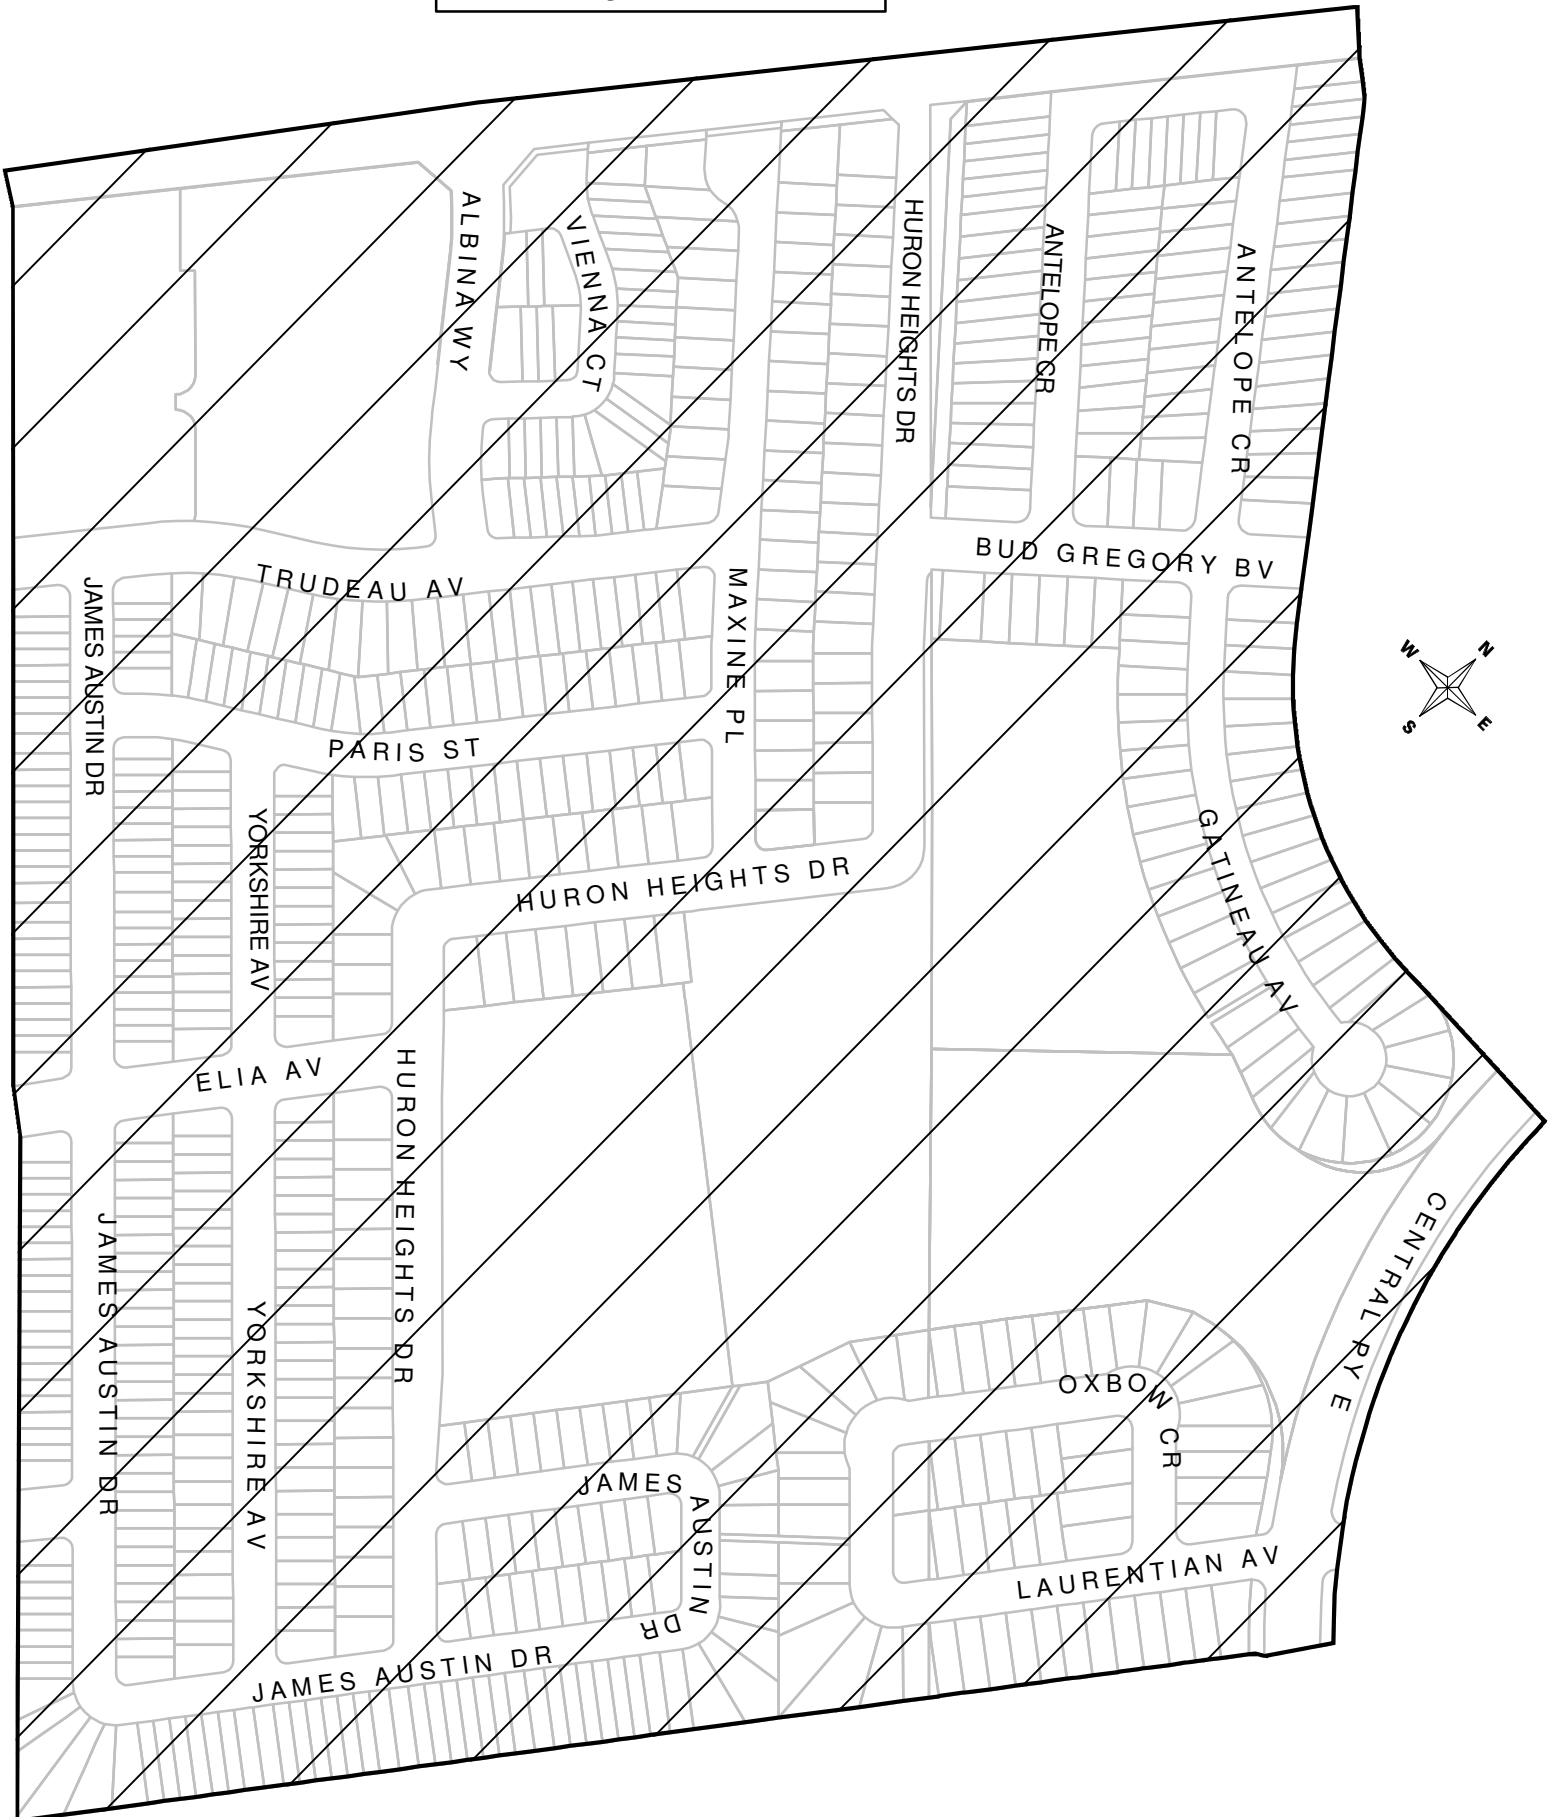 ALBINA WY
VIENNA CT
HURON HEIGHTS DR
ANTELOPE CR
ANTELOPE CR
BUD GREGORY BV
TRUDEAU AV
JAMES AUSTIN DR
MAXINE PL
W
N
S
E
PARIS ST
YORKSHIRE AV
GATINEAU AV
HURON HEIGHTS DR
ELIA AV
HURON HEIGHTS DR
CENTRAL PY E
JAMES AUSTIN DR
YORKSHIRE AV
OXBOW CR
JAMES AUSTIN DR
LAURENTIAN AV
JAMES AUSTIN DR